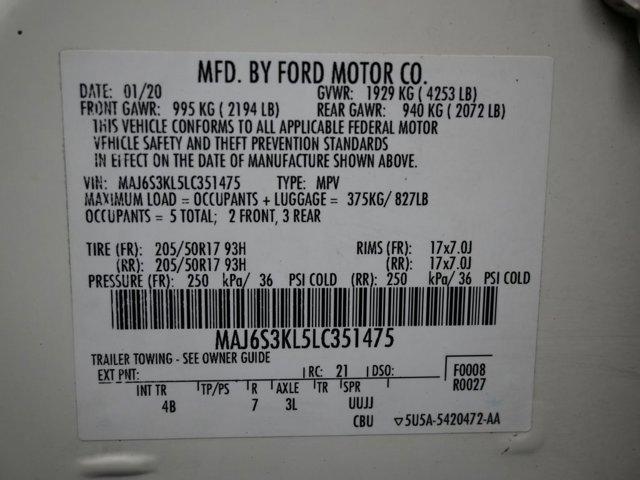 MFD. BY FORD MOTOR CO.
DATE: 01/20 GVWR: 1929 KG ( 4253 LB)
FRONT GAWR: 995 KG ( 2194 LB) REAR GAWR: 940 KG ( 2072 LB)
THIS VEHICLE CONFORMS TO ALL APPLICABLE FEDERAL MOTOR
VEHICLE SAFETY AND THEFT PREVENTION STANDARDS
IN EFFECT ON THE DATE OF MANUFACTURE SHOWN ABOVE.
VIN: MAJ6S3KL5LC351475 TYPE: MPV
MAXIMUM LOAD = OCCUPANTS + LUGGAGE = 375KG/ 827LB
OCCUPANTS = 5 TOTAL; 2 FRONT, 3 REAR
TIRE (FR): 205/50R17 93H RIMS (FR): 17x7.0J
(RR): 205/50R17 93H (RR): 17x7.0J
PRESSURE (FR): 250 kPa/ 36 PSI COLD (RR): 250 kPa/ 36 PSI COLD
MAJ6S3KL5LC351475
TRAILER TOWING - SEE OWNER GUIDE
EXT PNT: RC: 21 DSO: F0008
R0027
INT TR TP/PS R AXLE TR SPR
4B 7 3L UUJJ
CBU ▽5U5A-5420472-AA